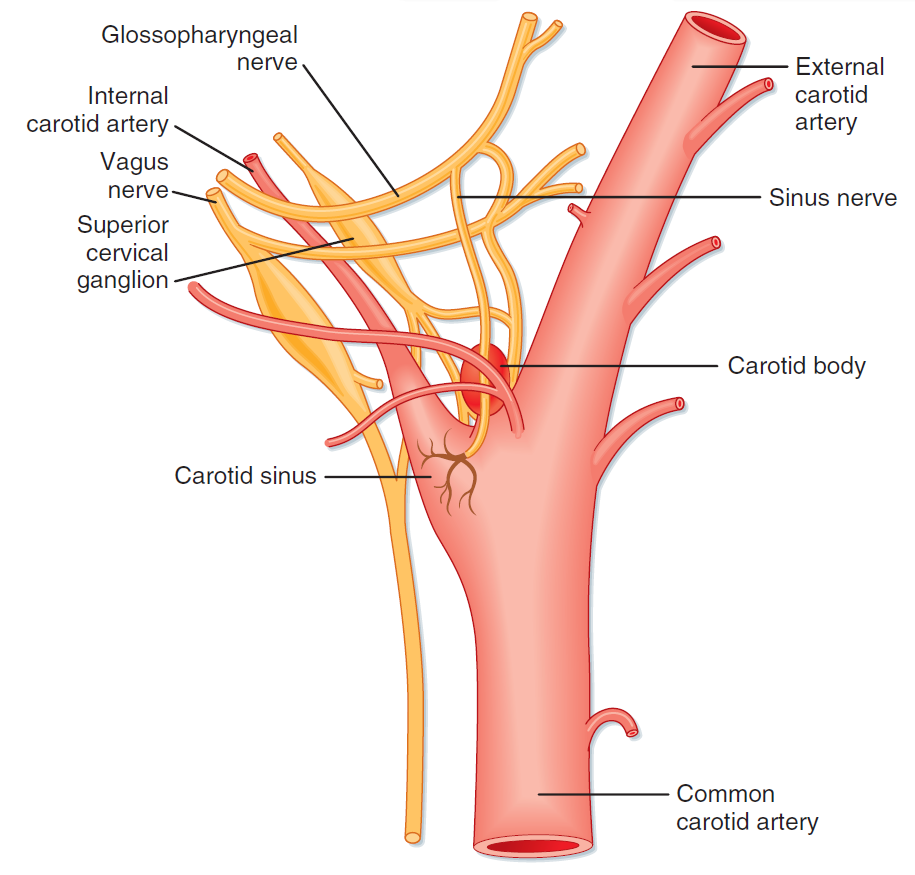 Glossopharyngeal
nerve
Internal
carotid artery
Vagus
nerve
Superior
cervical
ganglion
External
carotid
artery
Sinus nerve
Carotid body
Carotid sinus
Common
carotid artery